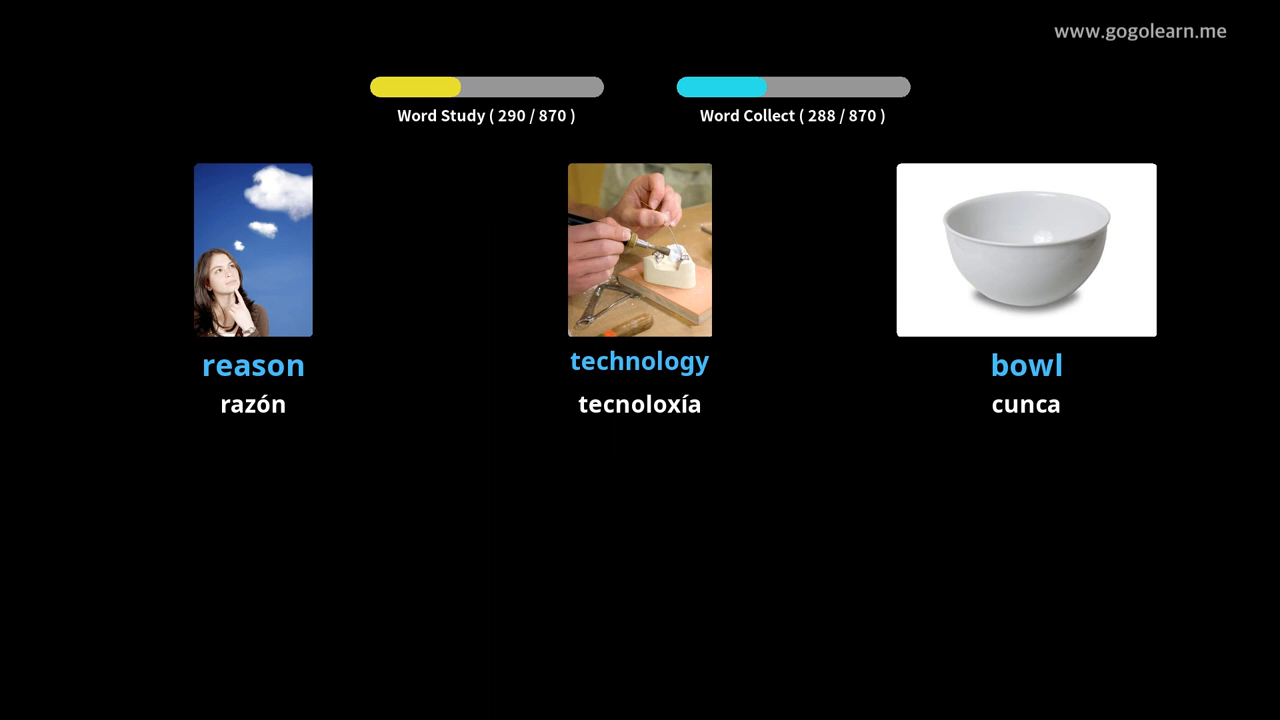 www.gogolearn.me
Word Study ( 290 / 870 )
Word Collect ( 288 / 870 )
reason
razón
technology
tecnoloxía
bowl
cunca